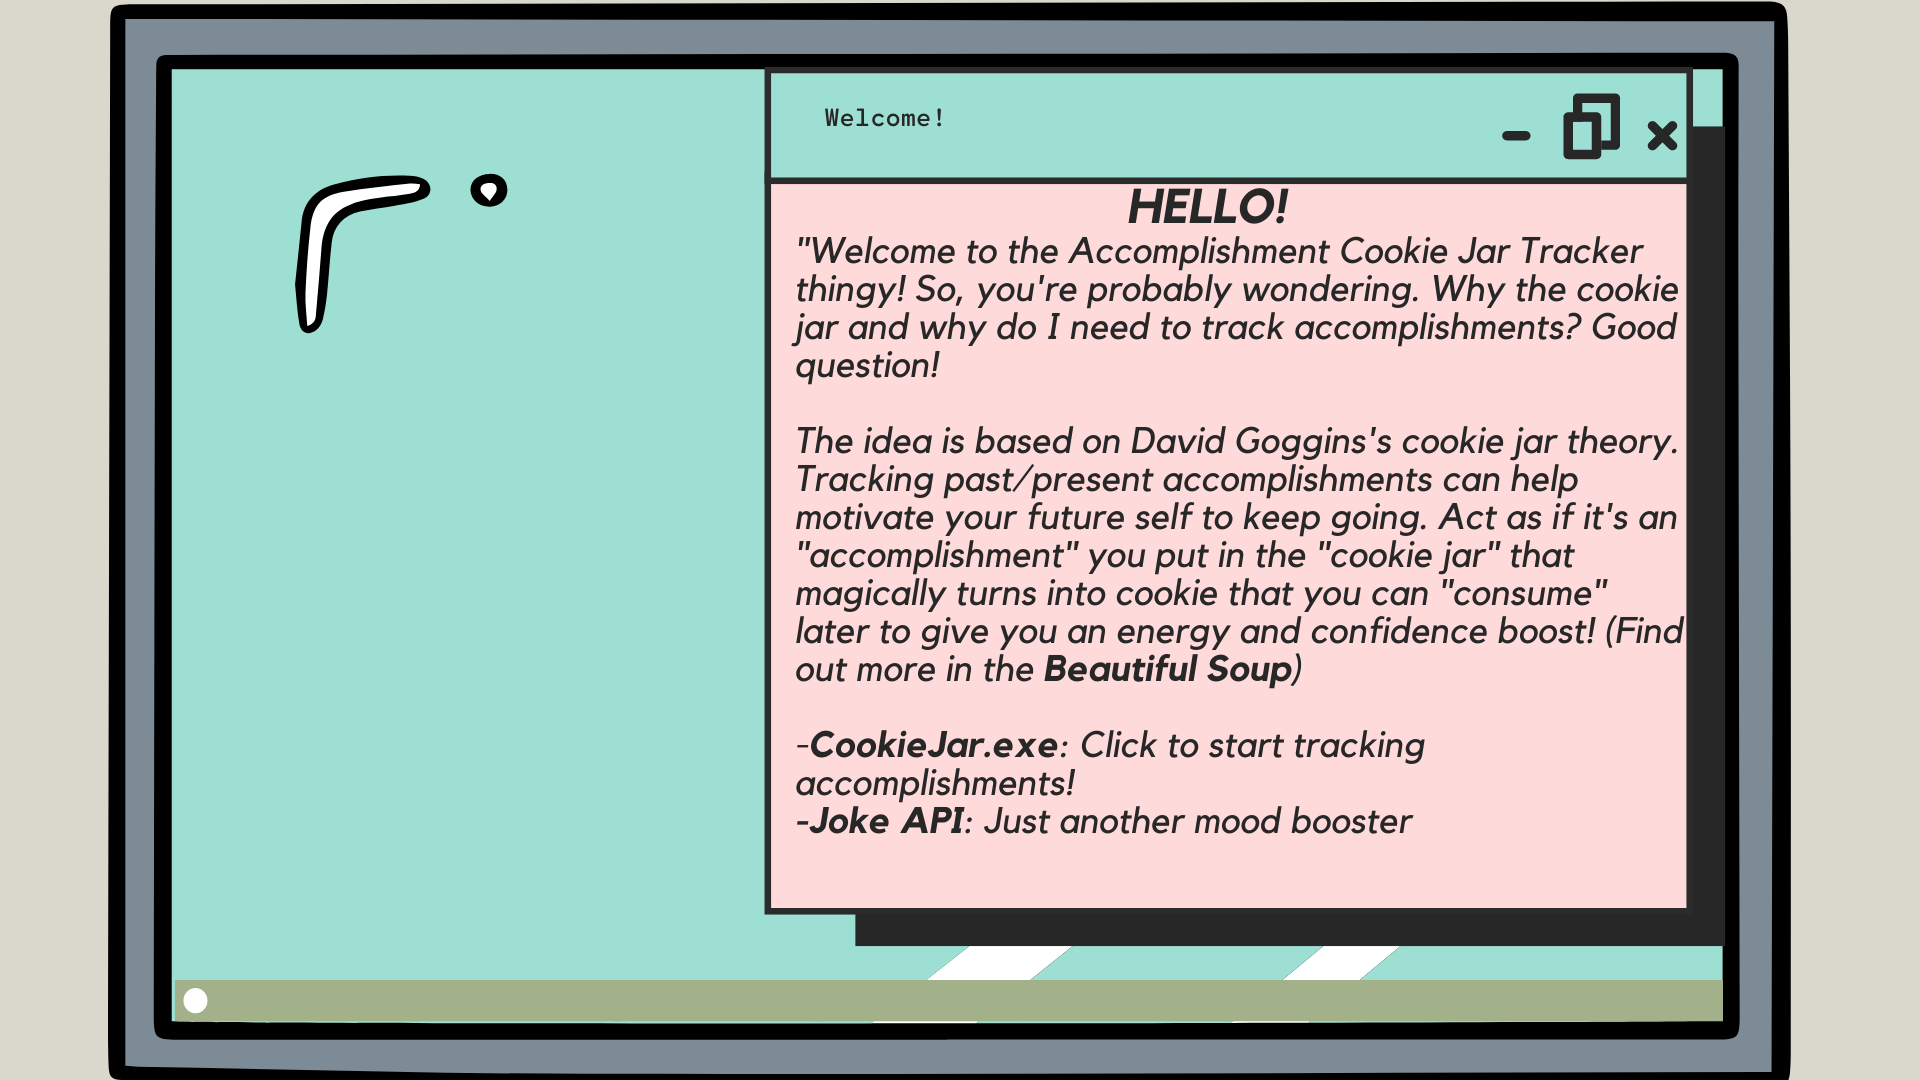 Welcome!
HELLO!
"Welcome to the Accomplishment Cookie Jar Tracker
thingy! So, you're probably wondering. Why the cookie
jar and why do I need to track accomplishments? Good
question!
The idea is based on David Goggins's cookie jar theory.
Tracking past/present accomplishments can help
motivate your future self to keep going. Act as if it's an
"accomplishment" you put in the "cookie jar" that
magically turns into cookie that you can "consume"
later to give you an energy and confidence boost! (Find
out more in the Beautiful Soup)
-CookieJar.exe: Click to start tracking
accomplishments!
-Joke API: Just another mood booster